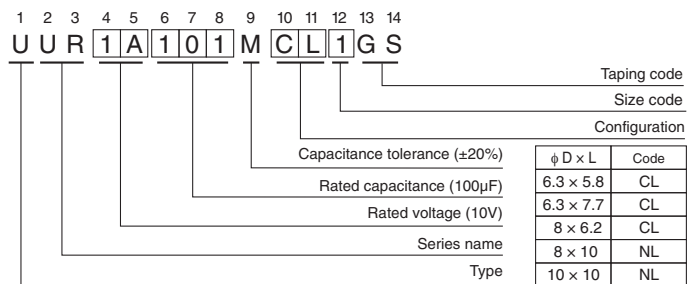 1 2 3 4 5 6 7 8 9 10 11 12 13 14
U U R 1 A 1 0 1 M C L 1 G S
Taping code
Size code
Configuration
Capacitance tolerance (±20%)
Rated capacitance (100µF)
Rated voltage (10V)
Series name
Type
ϕ D × L Code
6.3 × 5.8 CL
6.3 × 7.7 CL
8 × 6.2 CL
8 × 10 NL
10 × 10 NL